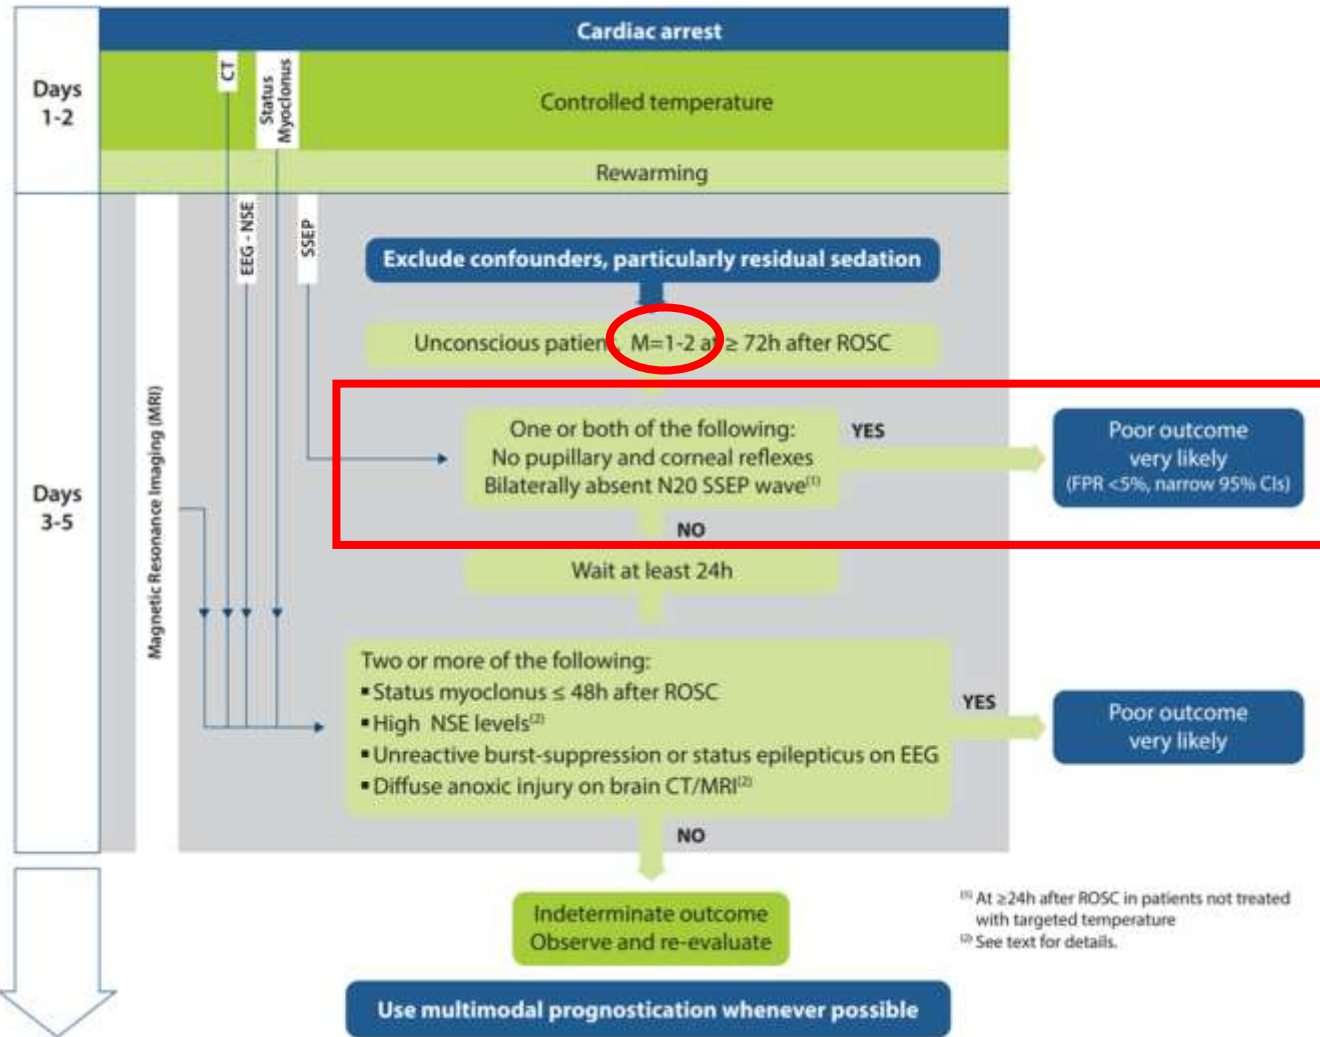 Cardiac arrest
Days
1-2
CT
Status
Myoclonus
Controlled temperature
Rewarming
EEG - NSE
SSEP
Exclude confounders, particularly residual sedation
Unconscious patient, M=1-2 at ≥ 72h after ROSC
Magnetic Resonance Imaging (MRI)
Days
3-5
One or both of the following:
No pupillary and corneal reflexes
Bilaterally absent N20 SSEP wave(1)
YES
Poor outcome
very likely
(FPR <5%, narrow 95% CIs)
NO
Wait at least 24h
Two or more of the following:
▪ Status myoclonus ≤ 48h after ROSC
▪ High NSE levels(2)
▪ Unreactive burst-suppression or status epilepticus on EEG
▪ Diffuse anoxic injury on brain CT/MRI(2)
YES
Poor outcome
very likely
NO
Indeterminate outcome
Observe and re-evaluate
(1) At ≥24h after ROSC in patients not treated
with targeted temperature
(2) See text for details.
Use multimodal prognostication whenever possible